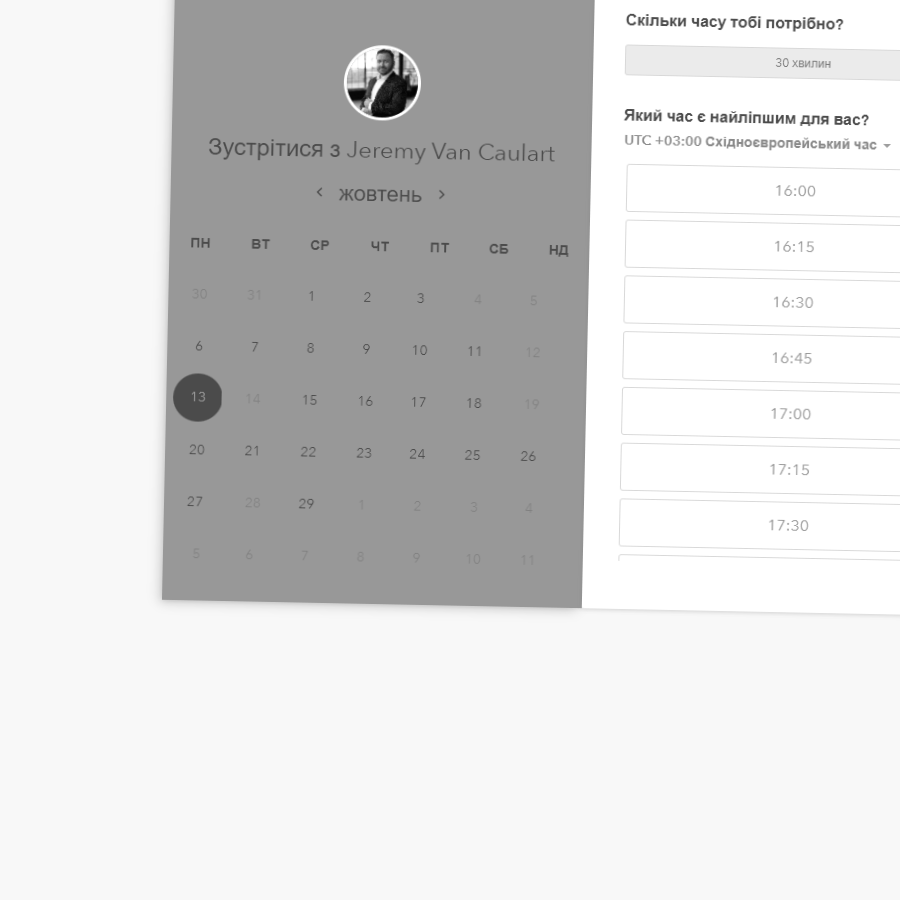 Зустрітися з Jeremy Van Caulart
жовтень
ПН ВТ СР ЧТ ПТ СБ НД
30 31 1 2 3 4 5
6 7 8 9 10 11 12
13 14 15 16 17 18 19
20 21 22 23 24 25 26
27 28 29 1 2 3 4
5 6 7 8 9 10 11
Скільки часу тобі потрібно?
30 хвилин
Який час є найліпшим для вас?
UTC +03:00 Східноєвропейський час
16:00
16:15
16:30
16:45
17:00
17:15
17:30